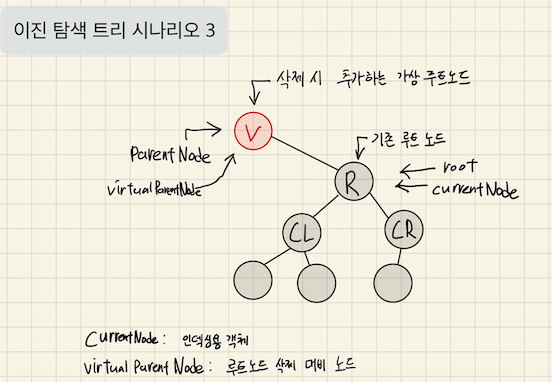 이진 탐색 트리 시나리오 3
삭제 시 추가하는 가상 루트노드
V
기존 루트 노드
ParentNode
virtualParentNode
root
currentNode
R
CL
CR
CurrentNode: 인덱싱용 객체
Virtual Parent Node: 루트노드 삭제 대비 노드